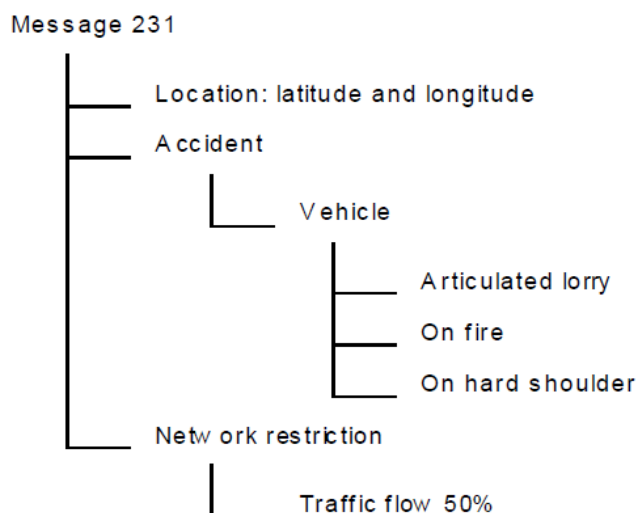 Message 231
Location: latitude and longitude
Accident
Vehicle
Articulated lorry
On fire
On hard shoulder
Network restriction
Traffic flow 50%